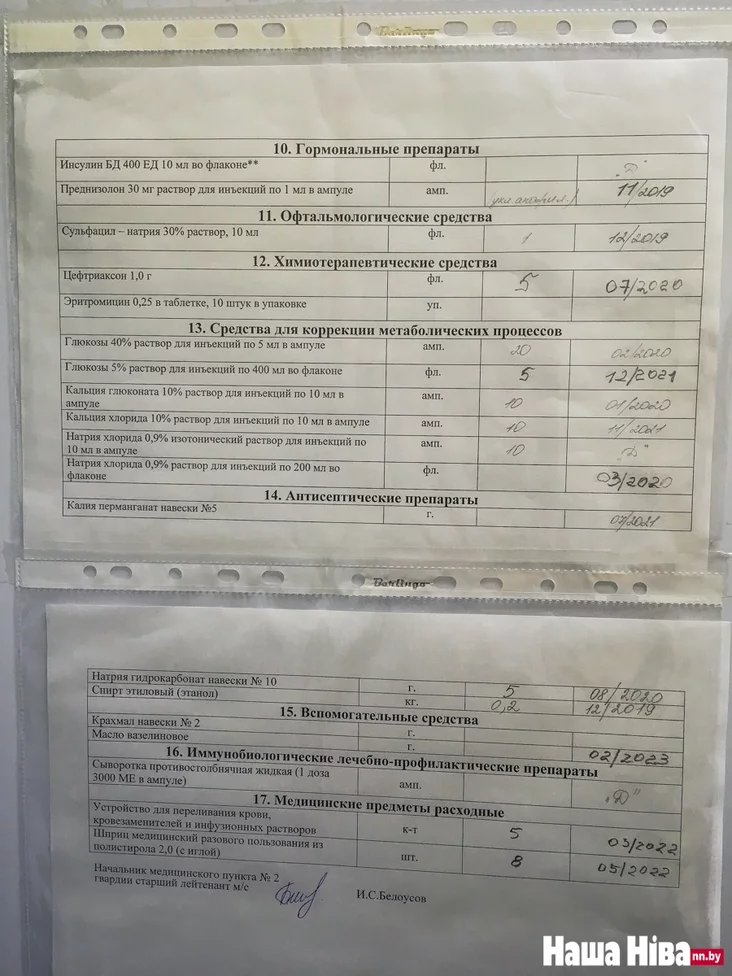 Berlingo
10. Гормональные препараты
Инсулин БД 400 ЕД 10 мл во флаконе** фл. „Д"
Преднизолон 30 мг раствор для инъекций по 1 мл в ампуле амп. 11/2019
11. Офтальмологические средства
Сульфацил – натрия 30% раствор, 10 мл фл. 1 12/2019
12. Химиотерапевтические средства
Цефтриаксон 1,0 г фл. 5 07/2020
Эритромицин 0,25 в таблетке, 10 штук в упаковке уп.
13. Средства для коррекции метаболических процессов
Глюкозы 40% раствор для инъекций по 5 мл в ампуле амп. 20 02/2020
Глюкозы 5% раствор для инъекций по 400 мл во флаконе фл. 5 12/2021
Кальция глюконата 10% раствор для инъекций по 10 мл в амп. 10 01/2020
ампуле
Кальция хлорида 10% раствор для инъекций по 10 мл в ампуле амп. 10 11/2021
Натрия хлорида 0,9% изотонический раствор для инъекций по амп. 10 „Д"
10 мл в ампуле
Натрия хлорида 0,9% раствор для инъекций по 200 мл во фл. 03/2020
флаконе
14. Антисептические препараты
Калия перманганат навески №5 г. 07/2021
Berlingo
Натрия гидрокарбонат навески № 10 г. 5 08/2020
Спирт этиловый (этанол) кг. 0,2 12/2019
15. Вспомогательные средства
Крахмал навески № 2 г.
Масло вазелиновое г. 02/2023
16. Иммунобиологические лечебно-профилактические препараты
Сыворотка противостолбнячная жидкая (1 доза амп. „Д"
3000 МЕ в ампуле)
17. Медицинские предметы расходные
Устройство для переливания крови, к-т 5 03/2022
кровезаменителей и инфузионных растворов
Шприц медицинский разового пользования из шт. 8 05/2022
полистирола 2,0 (с иглой)
Начальник медицинского пункта № 2
гвардии старший лейтенант м/с И.С.Белоусов
Наша Ніва nn.by